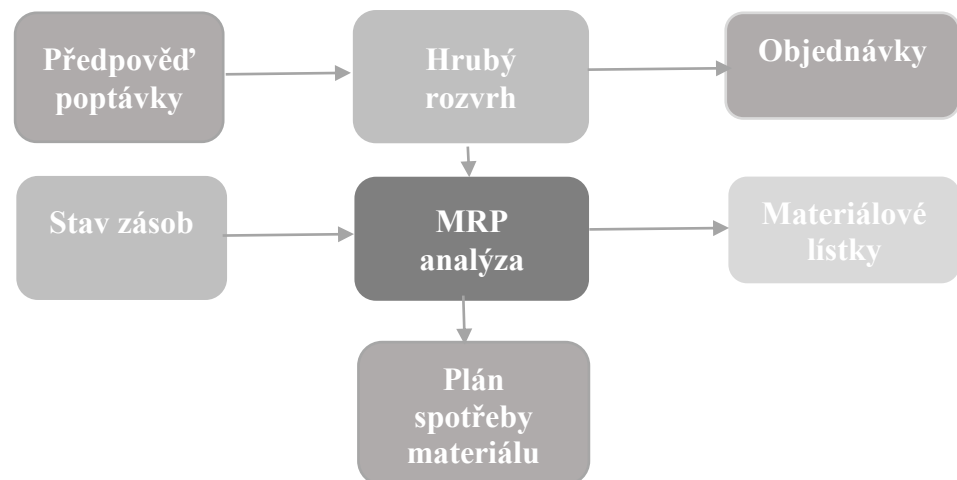 Předpověď
poptávky
Hrubý
rozvrh
Objednávky
Stav zásob
MRP
analýza
Materiálové
lístky
Plán
spotřeby
materiálu